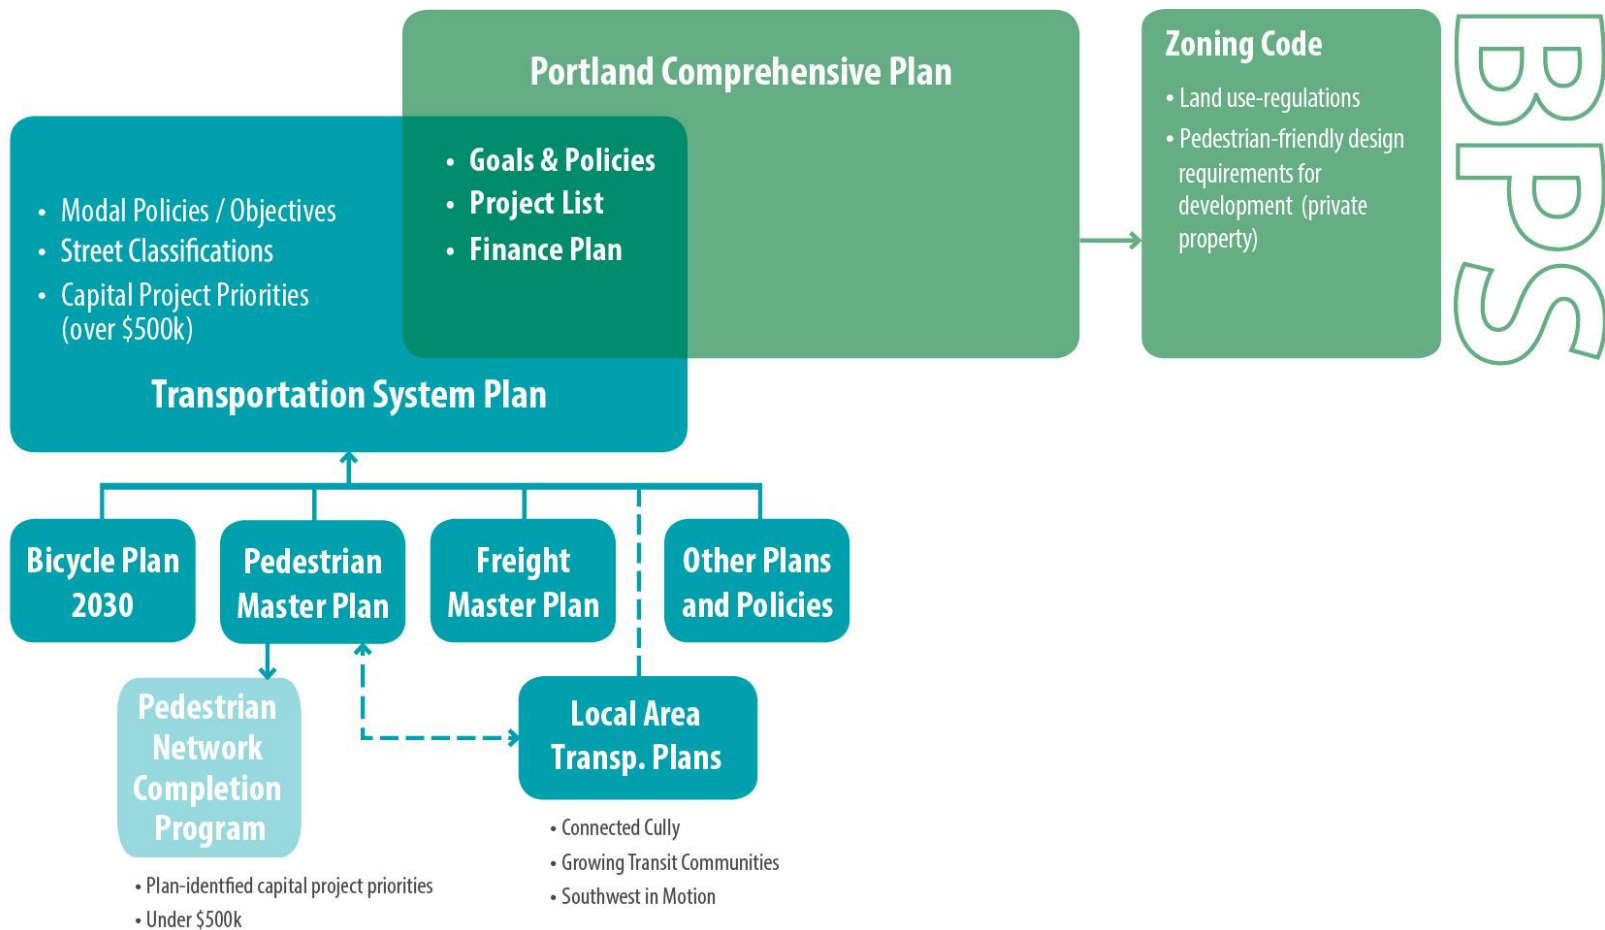 Portland Comprehensive Plan
Zoning Code
• Land use-regulations
• Pedestrian-friendly design
requirements for
development (private
property)
BPS
• Goals & Policies
• Project List
• Finance Plan
• Modal Policies / Objectives
• Street Classifications
• Capital Project Priorities
(over $500k)
Transportation System Plan
Bicycle Plan
2030
Pedestrian
Master Plan
Freight
Master Plan
Other Plans
and Policies
Pedestrian
Network
Completion
Program
• Plan-identfied capital project priorities
• Under $500k
Local Area
Transp. Plans
• Connected Cully
• Growing Transit Communities
• Southwest in Motion